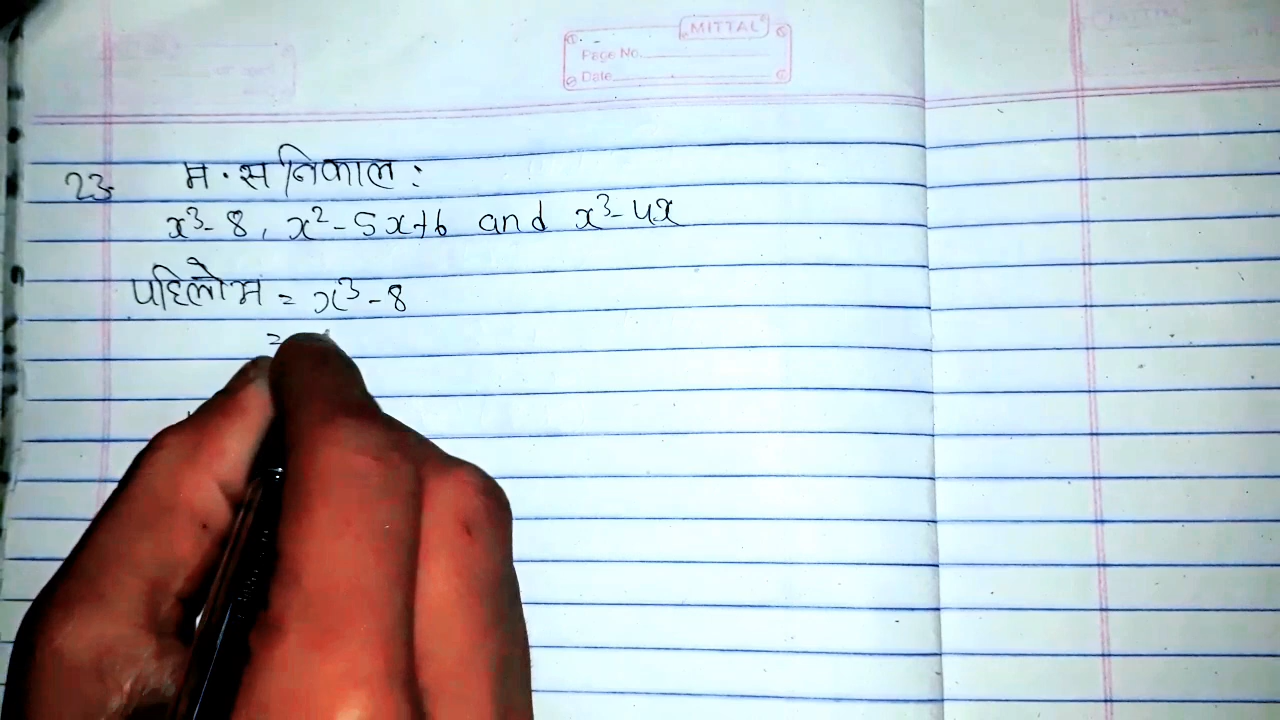 MITTAL
Page No.
Date
23.
म. स निकाल:
x³-8, x²-5x+6 and x³-4x
पहिलोम = x³-8
=